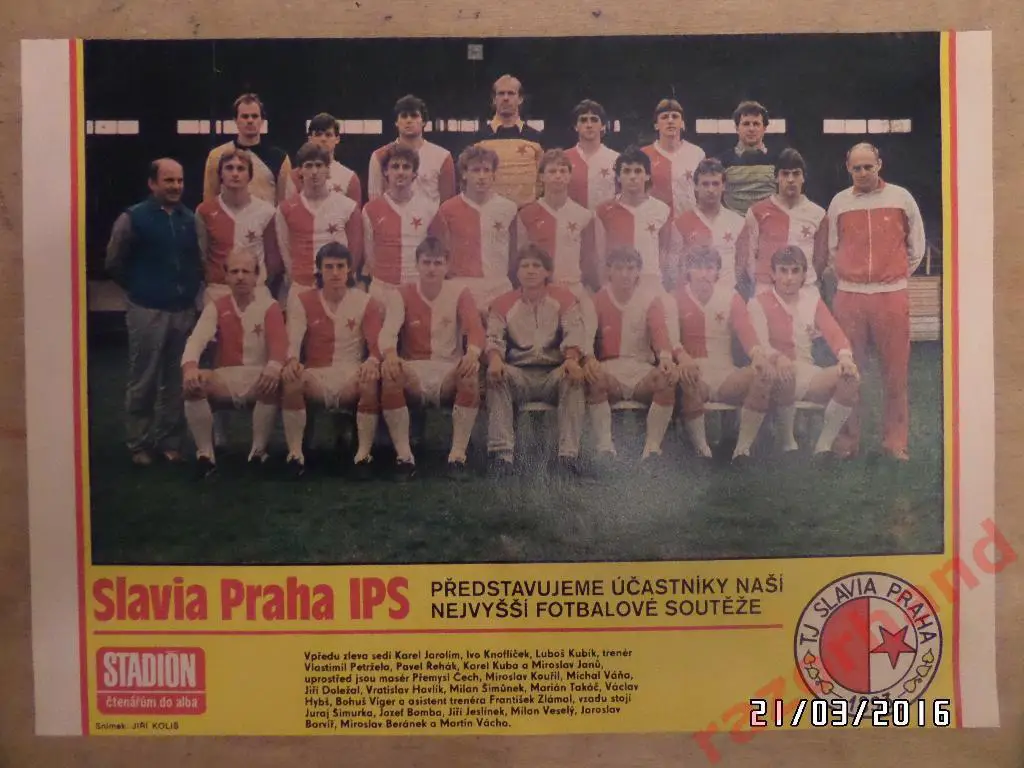 Slavia Praha IPS
PŘEDSTAVUJEME ÚČASTNÍKY NAŠÍ
NEJVYŠŠÍ FOTBALOVÉ SOUTĚŽE
STADIÓN
čtenářům do alba
Snímek: JIŘÍ KOLIŠ
Vpředu zleva sedí Karel Jarolím, Ivo Knoflíček, Luboš Kubík, trenér
Vlastimil Petržela, Pavel Řehák, Karel Kuba a Miroslav Janů,
uprostřed jsou masér Přemysl Čech, Miroslav Kouřil, Michal Váňa,
Jiří Doležal, Vratislav Havlík, Milan Šimůnek, Marián Takáč, Václav
Hybš, Bohuš Víger a asistent trenéra František Zlámal, vzadu stojí
Juraj Šimurka, Jozef Bomba, Jiří Jeslínek, Milan Veselý, Jaroslav
Borvíř, Miroslav Beránek a Martin Vácha.
TJ SLAVIA PRAHA
21/03/2016